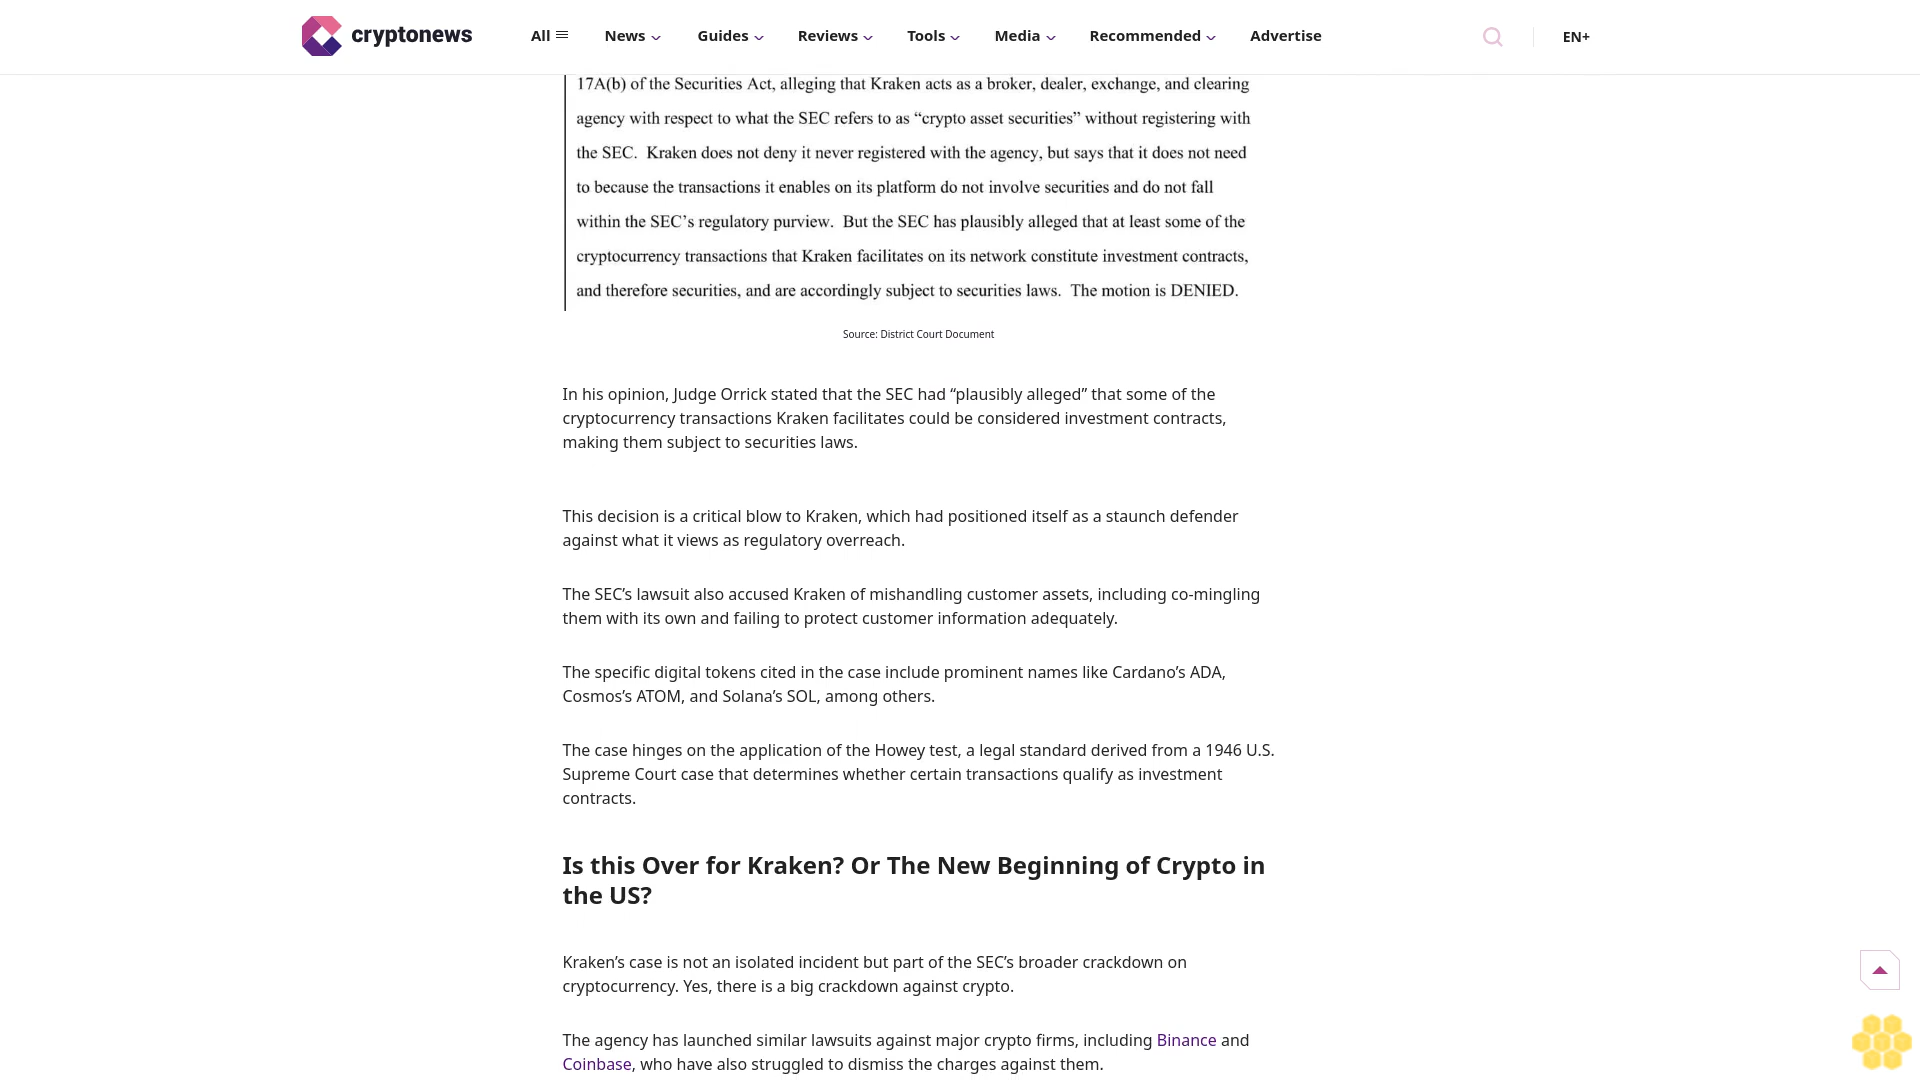 cryptonews
All
News
Guides
Reviews
Tools
Media
Recommended
Advertise
EN+
17A(b) of the Securities Act, alleging that Kraken acts as a broker, dealer, exchange, and clearing
agency with respect to what the SEC refers to as “crypto asset securities” without registering with
the SEC.  Kraken does not deny it never registered with the agency, but says that it does not need
to because the transactions it enables on its platform do not involve securities and do not fall
within the SEC’s regulatory purview.  But the SEC has plausibly alleged that at least some of the
cryptocurrency transactions that Kraken facilitates on its network constitute investment contracts,
and therefore securities, and are accordingly subject to securities laws.  The motion is DENIED.
Source: District Court Document
In his opinion, Judge Orrick stated that the SEC had “plausibly alleged” that some of the
cryptocurrency transactions Kraken facilitates could be considered investment contracts,
making them subject to securities laws.
This decision is a critical blow to Kraken, which had positioned itself as a staunch defender
against what it views as regulatory overreach.
The SEC’s lawsuit also accused Kraken of mishandling customer assets, including co-mingling
them with its own and failing to protect customer information adequately.
The specific digital tokens cited in the case include prominent names like Cardano’s ADA,
Cosmos’s ATOM, and Solana’s SOL, among others.
The case hinges on the application of the Howey test, a legal standard derived from a 1946 U.S.
Supreme Court case that determines whether certain transactions qualify as investment
contracts.
Is this Over for Kraken? Or The New Beginning of Crypto in
the US?
Kraken’s case is not an isolated incident but part of the SEC’s broader crackdown on
cryptocurrency. Yes, there is a big crackdown against crypto.
The agency has launched similar lawsuits against major crypto firms, including Binance and
Coinbase, who have also struggled to dismiss the charges against them.